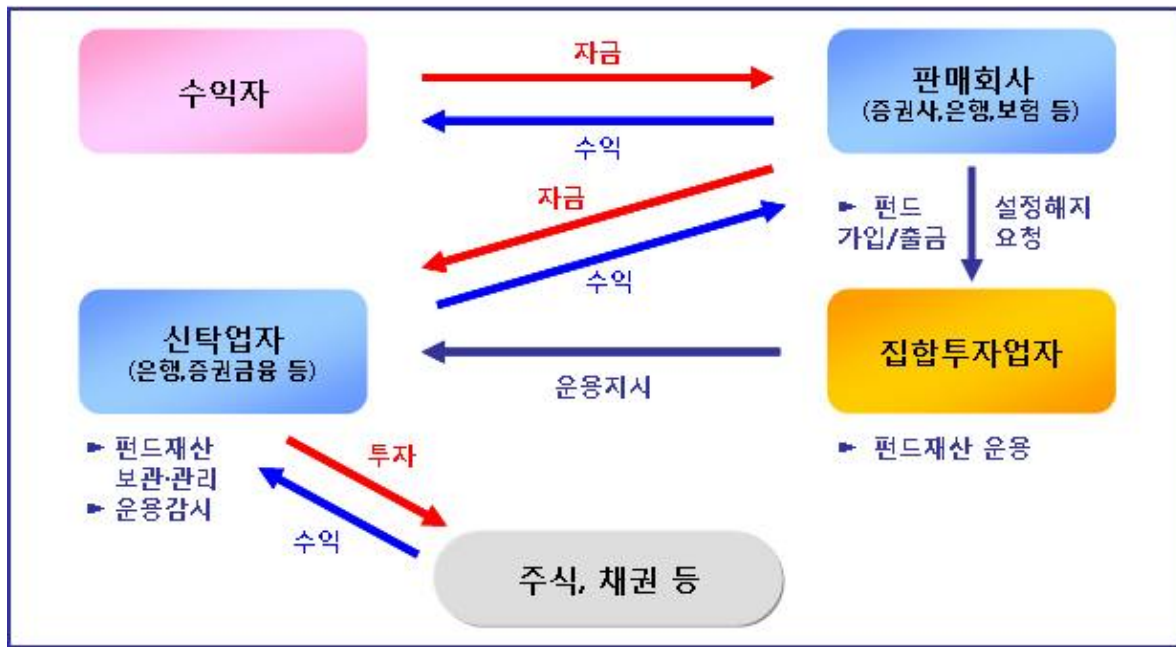 자금
수익자
판매회사
(증권사,은행,보험 등)
수익
자금
► 펀드
가입/출금
설정해지
요청
수익
신탁업자
(은행,증권금융 등)
집합투자업자
운용지시
► 펀드재산
보관·관리
► 운용감시
투자
► 펀드재산 운용
수익
주식, 채권 등